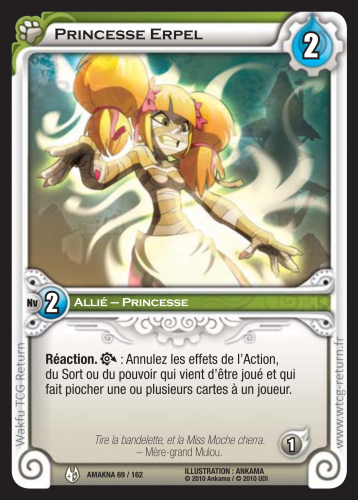 PRINCESSE ERPEL
2
Nv 2
ALLIÉ – PRINCESSE
Réaction. : Annulez les effets de l'Action,
du Sort ou du pouvoir qui vient d'être joué et qui
fait piocher une ou plusieurs cartes à un joueur.
Tire la bandelette, et la Miss Moche cherra.
– Mère-grand Mulou.
1
AMAKNA 69 / 162
ILLUSTRATION : ANKAMA
© 2010 Ankama / © 2010 UDI
Wakfu TCG Return
www.wtcg-return.fr